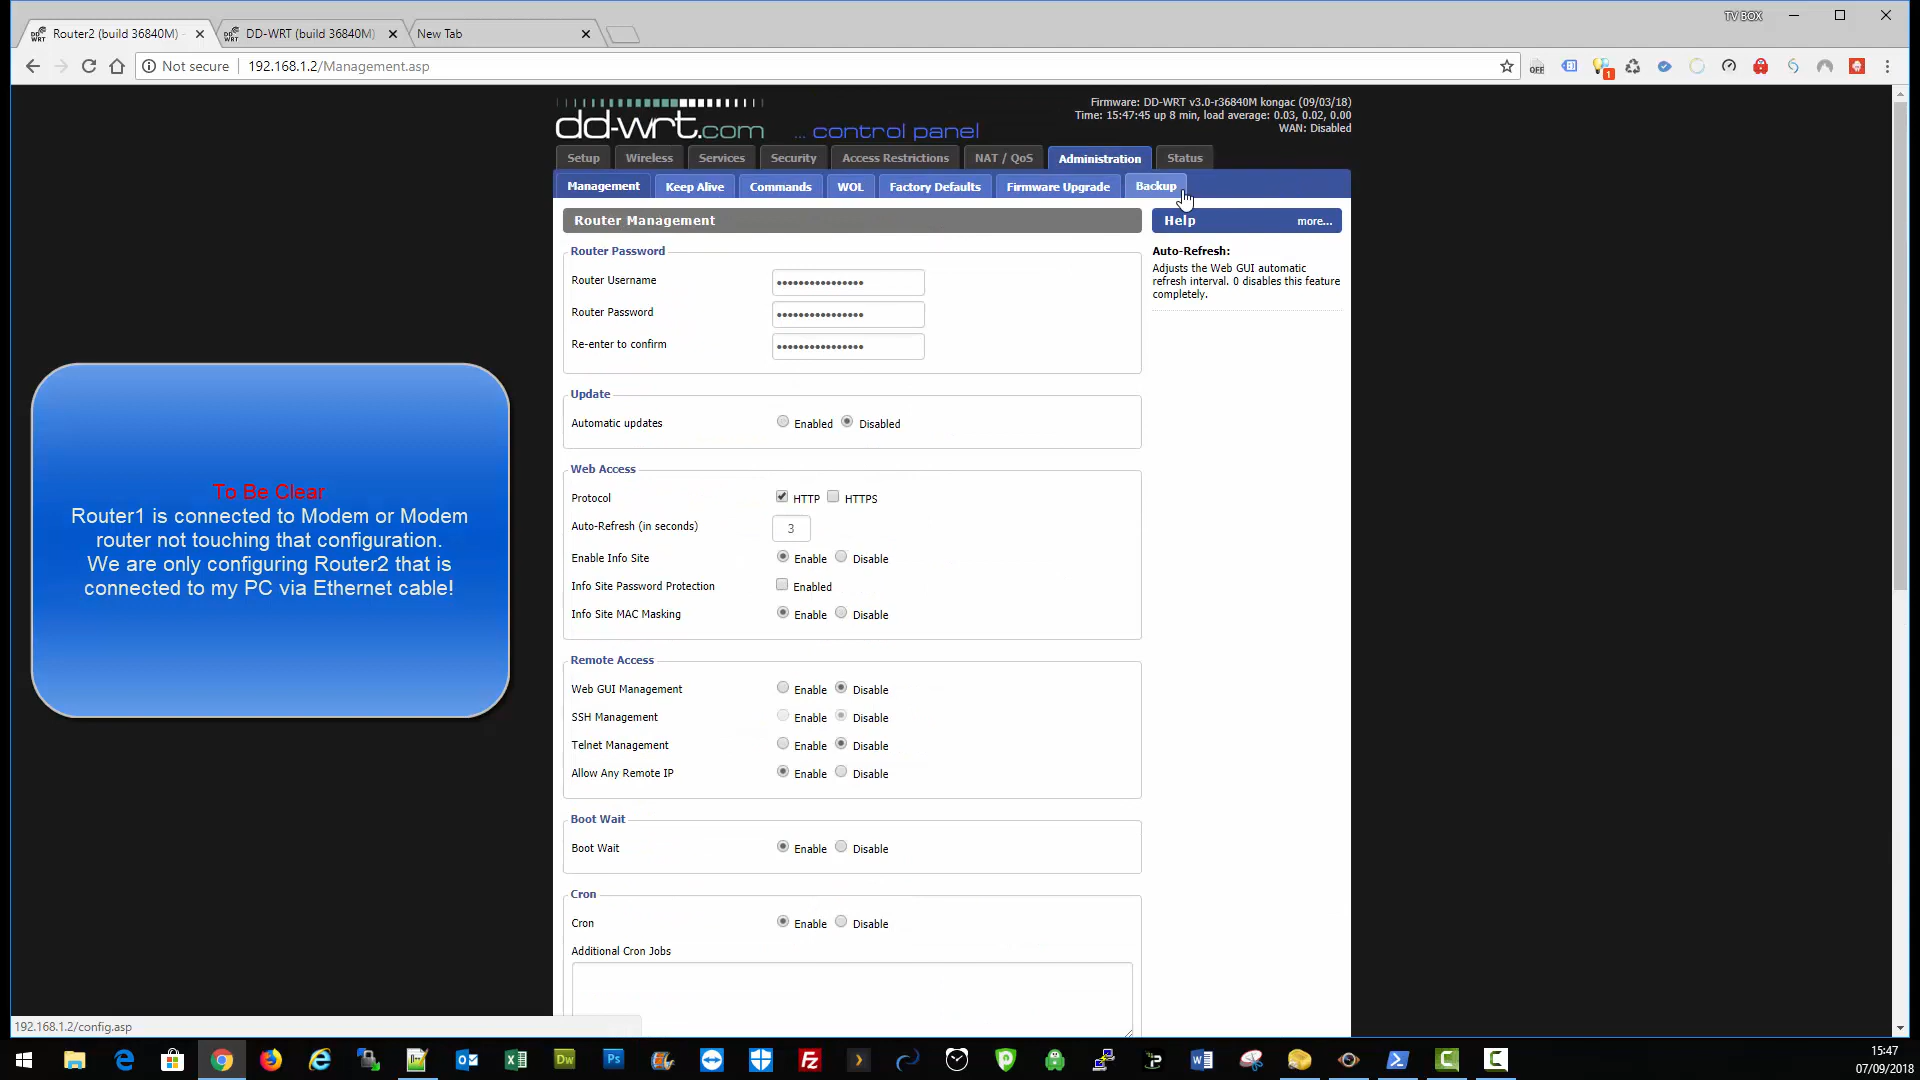 TV BOX
Router2 (build 36840M) -
DD-WRT (build 36840M)
New Tab
Not secure
192.168.1.2/Management.asp
OFF
1
dd-wrt.com
... control panel
Firmware: DD-WRT v3.0-r36840M kongac (09/03/18)
Time: 15:47:45 up 8 min, load average: 0.03, 0.02, 0.00
WAN: Disabled
Setup Wireless Services Security Access Restrictions NAT / QoS Administration Status
Management Keep Alive Commands WOL Factory Defaults Firmware Upgrade Backup
Router Management
Help more...
Auto-Refresh:
Adjusts the Web GUI automatic
refresh interval. 0 disables this feature
completely.
Router Password
Router Username
Router Password
Re-enter to confirm
Update
Automatic updates Enabled Disabled
Web Access
Protocol HTTP HTTPS
Auto-Refresh (in seconds) 3
Enable Info Site Enable Disable
Info Site Password Protection Enabled
Info Site MAC Masking Enable Disable
Remote Access
Web GUI Management Enable Disable
SSH Management Enable Disable
Telnet Management Enable Disable
Allow Any Remote IP Enable Disable
Boot Wait
Boot Wait Enable Disable
Cron
Cron Enable Disable
Additional Cron Jobs
To Be Clear
Router1 is connected to Modem or Modem
router not touching that configuration.
We are only configuring Router2 that is
connected to my PC via Ethernet cable!
192.168.1.2/config.asp
Dw
Ps
15:47
07/09/2018